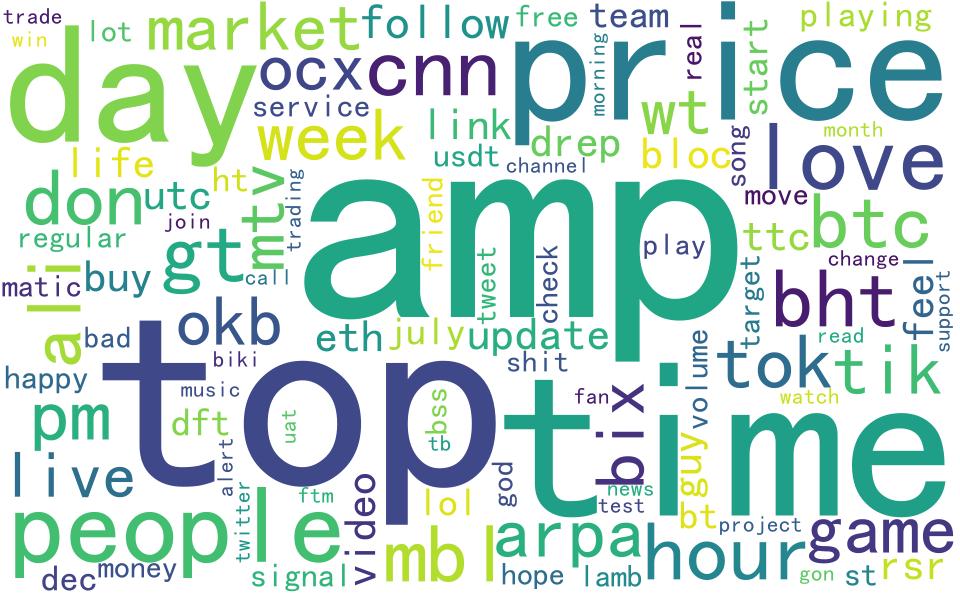 trade
win
lot
market
follow
free
team
real
playing
day
ocx
cnn
price
morning
start
service
week
link
drep
wt
life
usdt
channel
bloc
song
month
love
don
utc
ht
mtv
trading
friend
amp
move
join
regular
gt
call
tweet
check
play
ttc
btc
change
matic
ali
buy
target
bht
feel
support
bad
okb
eth
july
update
volume
read
happy
biki
shit
tok
tik
top
music
fan
bix
watch
pm
dft
uat
bss
tb
time
live
alert
lol
god
news
test
guy
people
twitter
ftm
video
mbl
arpa
bt
project
hour
game
dec
money
signal
hope
lamb
gon
st
rsr